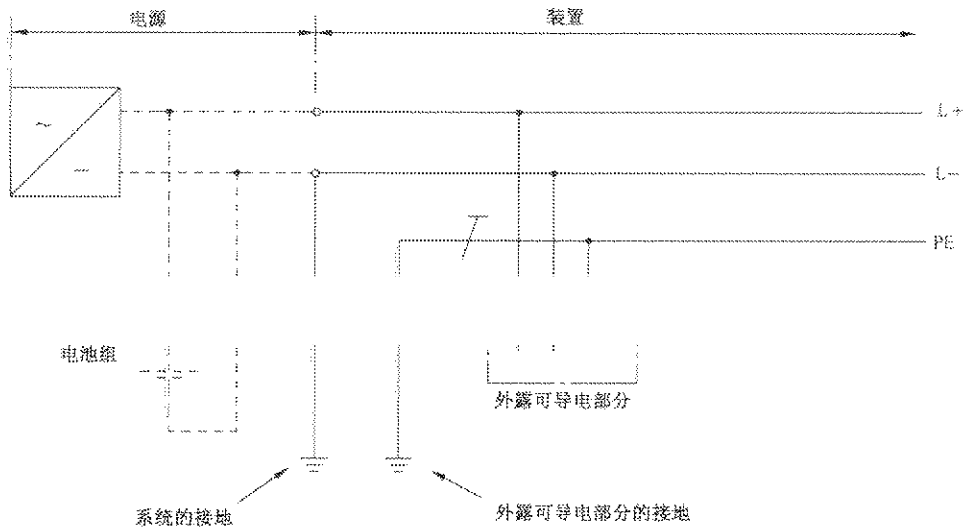 电源
装置
L+
L−
PE
电池组
外露可导电部分
系统的接地
外露可导电部分的接地